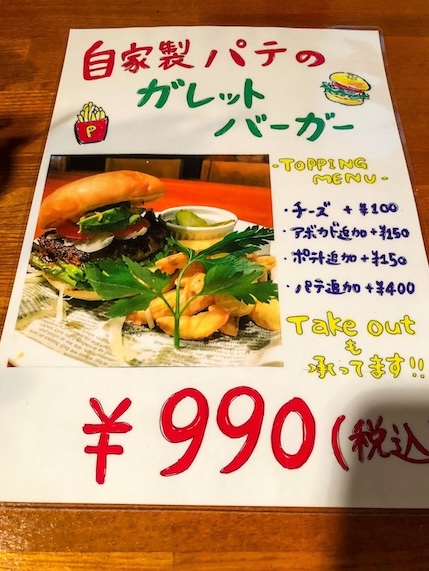 自家製パテの
ガレット
バーガー
P
-TOPPING
MENU-
・チーズ +¥100
・アボカド追加+¥150
・ポテト追加+¥150
・パテ追加+¥400
Take out
も
承ってます!!
¥990(税込